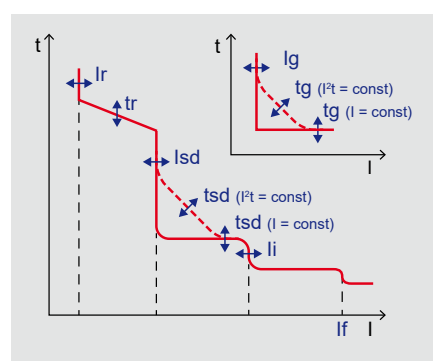 t
Ir
tr
Isd
tsd (I²t = const)
tsd (I = const)
Ii
If
I
t
Ig
tg (I²t = const)
tg (I = const)
I